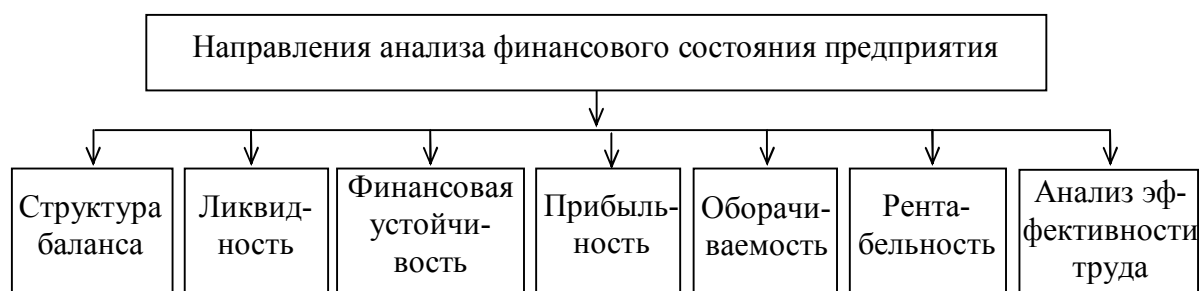 Направления анализа финансового состояния предприятия
Структура
баланса
Ликвид-
ность
Финансовая
устойчи-
вость
Прибыль-
ность
Оборачи-
ваемость
Рента-
бельность
Анализ эф-
фективности
труда